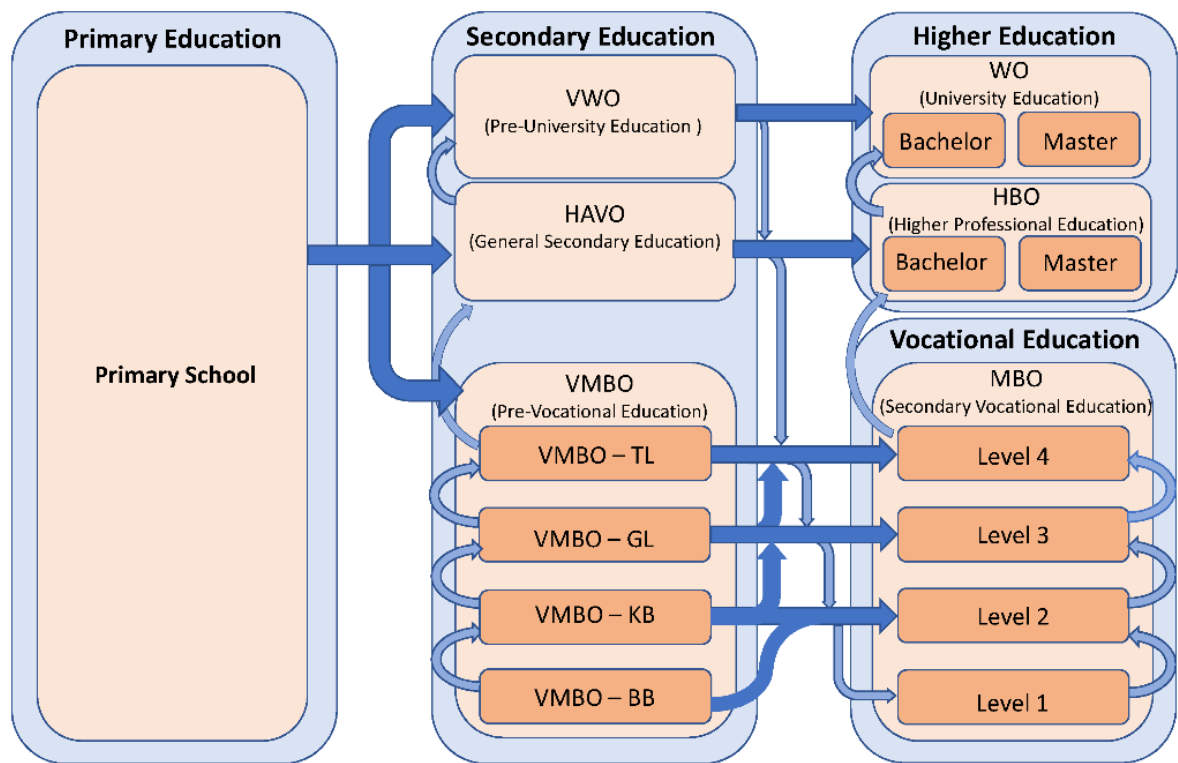 Primary Education
Primary School
Secondary Education
VWO
(Pre-University Education )
HAVO
(General Secondary Education)
VMBO
(Pre-Vocational Education)
VMBO – TL
VMBO – GL
VMBO – KB
VMBO – BB
Higher Education
WO
(University Education)
Bachelor
Master
HBO
(Higher Professional Education)
Bachelor
Master
Vocational Education
MBO
(Secondary Vocational Education)
Level 4
Level 3
Level 2
Level 1